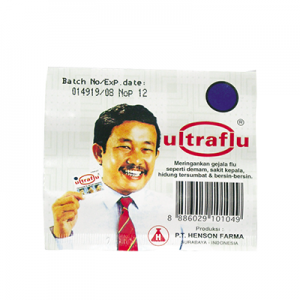 Batch No/Exp.date:
014919/08 Nop 12
ultraflu ®
Meringankan gejala flu
seperti demam, sakit kepala,
hidung tersumbat & bersin-bersin.
ultraflu
8 886029 101049
Produksi :
P.T. HENSON FARMA
SURABAYA - INDONESIA